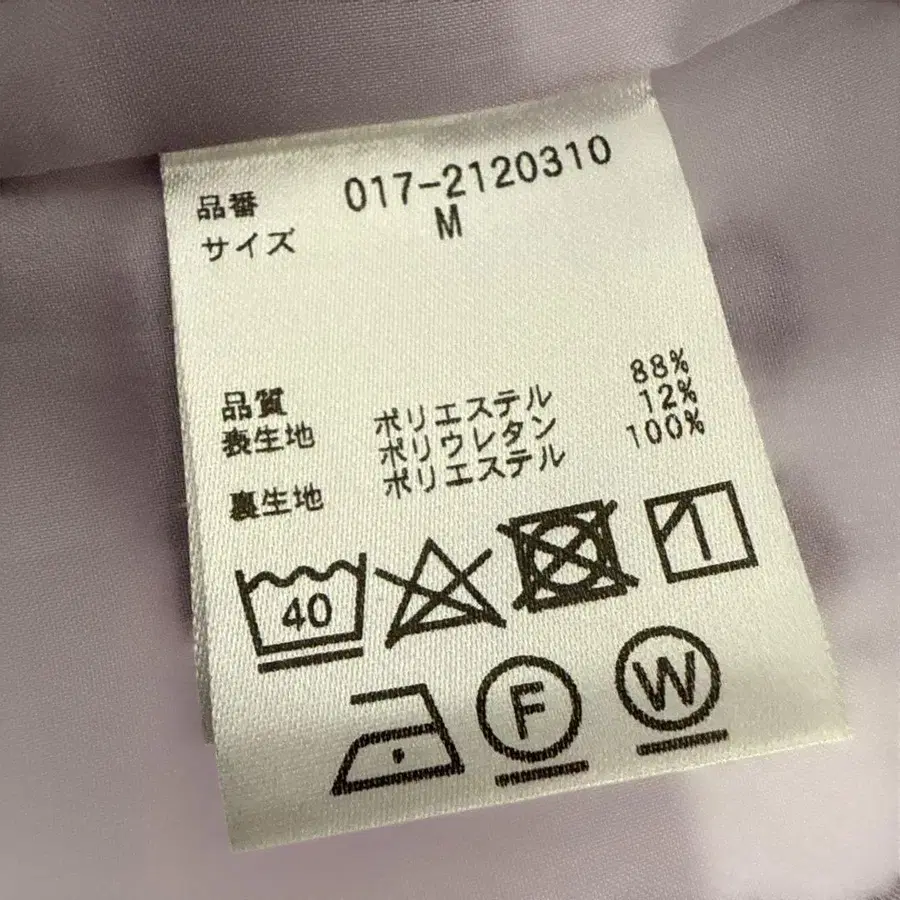 品番 017-2120310
サイズ M
品質
表生地 ポリエステル 88%
ポリウレタン 12%
裏生地 ポリエステル 100%
40
F W